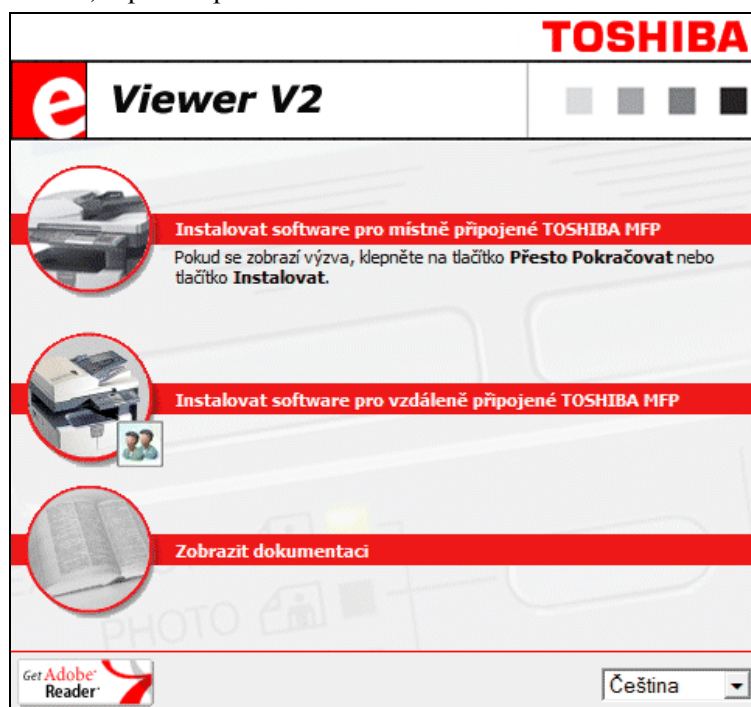 TOSHIBA
e Viewer V2
Instalovat software pro místně připojené TOSHIBA MFP
Pokud se zobrazí výzva, klepněte na tlačítko Přesto Pokračovat nebo
tlačítko Instalovat.
Instalovat software pro vzdáleně připojené TOSHIBA MFP
Zobrazit dokumentaci
PHOTO
Get Adobe
Reader
Čeština